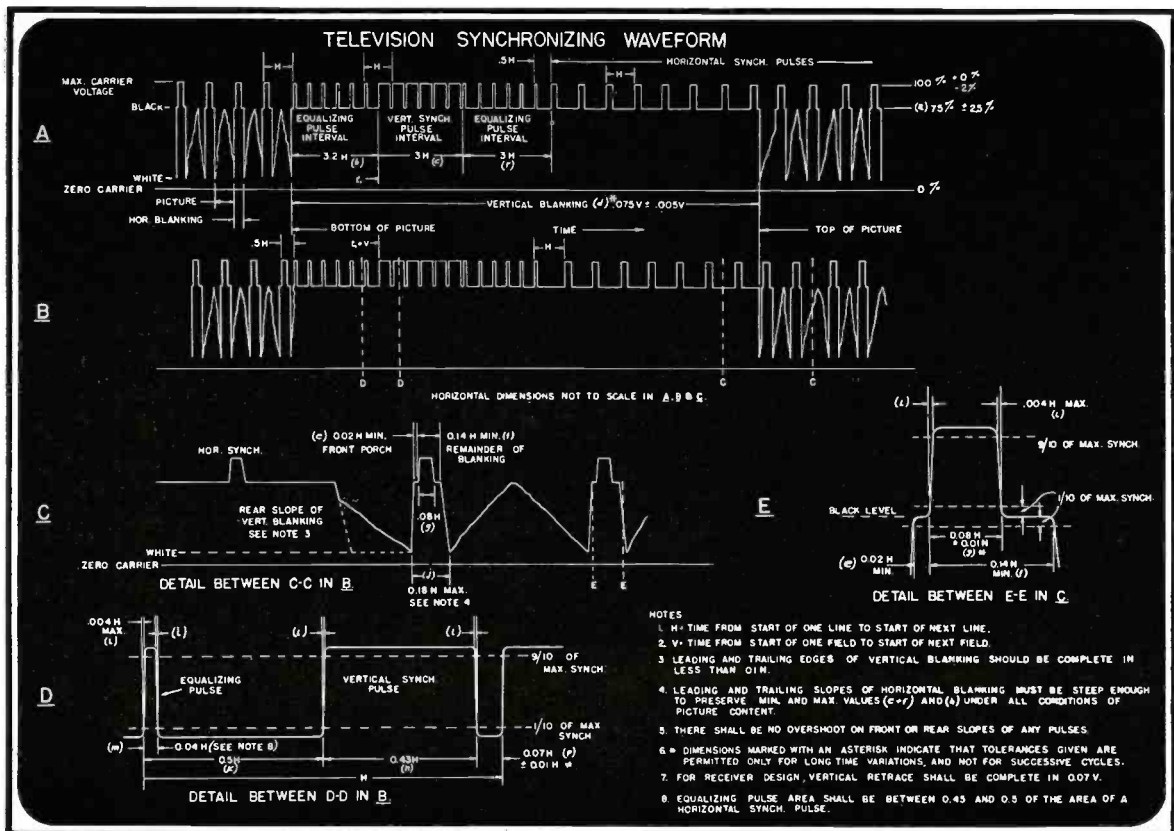 TELEVISION SYNCHRONIZING WAVEFORM
H
H
.5H
HORIZONTAL SYNCH. PULSES
H
MAX. CARRIER
VOLTAGE
100 % + 0 %
- 2%
BLACK
75% ± 2.5%
A
EQUALIZING
PULSE
INTERVAL
VERT. SYNCH
PULSE
INTERVAL
EQUALIZING
PULSE
INTERVAL
3H (c)
3H
WHITE
ZERO CARRIER
0 %
PICTURE
HOR. BLANKING
VERTICAL BLANKING (d)* .075V ± .005V
BOTTOM OF PICTURE
TIME
TOP OF PICTURE
.5H
H
B
D D
C C
HORIZONTAL DIMENSIONS NOT TO SCALE IN A, B & C.
(e) 0.02 H MIN.
FRONT PORCH
0.14 H MIN. (f)
REMAINDER OF
BLANKING
HOR. SYNCH.
.08H
(g)
C
REAR SLOPE OF
VERT. BLANKING
SEE NOTE 3
WHITE
ZERO CARRIER
(j)
0.18 H MAX.
SEE NOTE 4
E E
DETAIL BETWEEN C-C IN B.
.004 H MAX.
9/10 OF MAX. SYNCH.
1/10 OF MAX. SYNCH.
E
BLACK LEVEL
0.08 H
± 0.01 H
(g) *
(e) 0.02 H
MIN.
0.14 H
MIN. (f)
DETAIL BETWEEN E-E IN C.
.004 H
MAX.
D
EQUALIZING
PULSE
VERTICAL SYNCH.
PULSE
9/10 OF
MAX. SYNCH.
1/10 OF MAX
SYNCH
(m)
0.04 H (SEE NOTE 8)
0.5H
(k)
0.43H
(n)
0.07H (p)
± 0.01 H *
H
DETAIL BETWEEN D-D IN B.
NOTES
1. H = TIME FROM START OF ONE LINE TO START OF NEXT LINE.
2. V = TIME FROM START OF ONE FIELD TO START OF NEXT FIELD.
3 LEADING AND TRAILING EDGES OF VERTICAL BLANKING SHOULD BE COMPLETE IN
LESS THAN 0.1 H.
4. LEADING AND TRAILING SLOPES OF HORIZONTAL BLANKING MUST BE STEEP ENOUGH
TO PRESERVE MIN. AND MAX. VALUES (e+f) AND UNDER ALL CONDITIONS OF
PICTURE CONTENT.
5. THERE SHALL BE NO OVERSHOOT ON FRONT OR REAR SLOPES OF ANY PULSES.
6. * DIMENSIONS MARKED WITH AN ASTERISK INDICATE THAT TOLERANCES GIVEN ARE
PERMITTED ONLY FOR LONG TIME VARIATIONS, AND NOT FOR SUCCESSIVE CYCLES.
7. FOR RECEIVER DESIGN, VERTICAL RETRACE SHALL BE COMPLETE IN 0.07 V.
8. EQUALIZING PULSE AREA SHALL BE BETWEEN 0.45 AND 0.5 OF THE AREA OF A
HORIZONTAL SYNCH. PULSE.